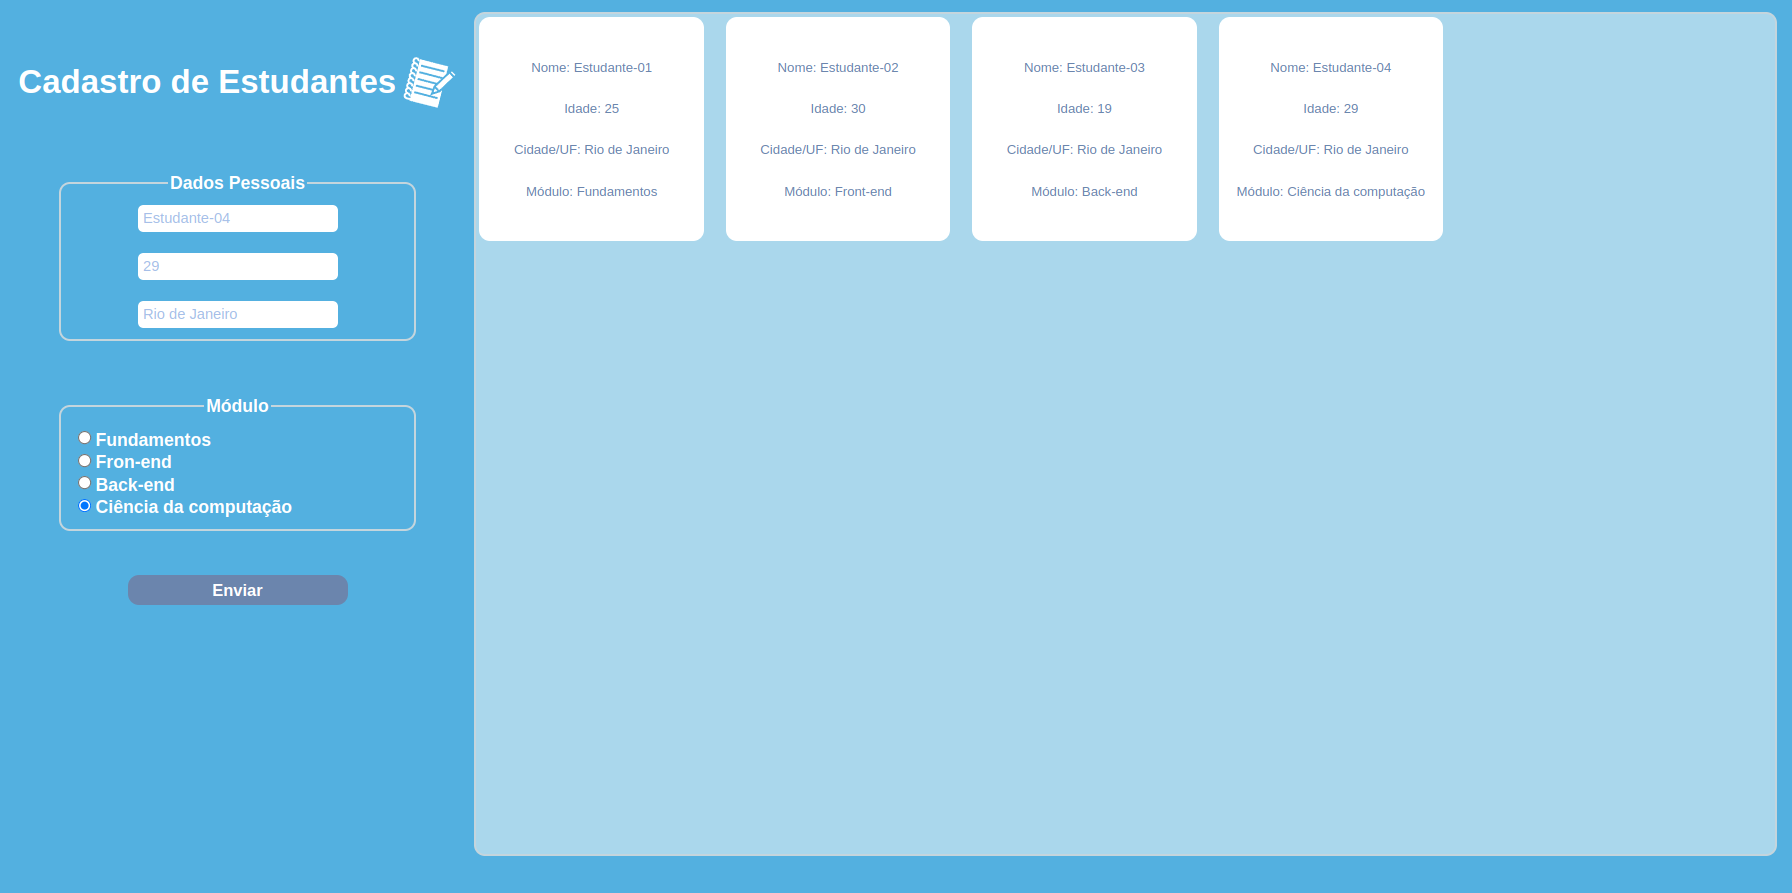 Cadastro de Estudantes
Dados Pessoais
Estudante-04
29
Rio de Janeiro
Módulo
Fundamentos
Fron-end
Back-end
Ciência da computação
Enviar
Nome: Estudante-01
Idade: 25
Cidade/UF: Rio de Janeiro
Módulo: Fundamentos
Nome: Estudante-02
Idade: 30
Cidade/UF: Rio de Janeiro
Módulo: Front-end
Nome: Estudante-03
Idade: 19
Cidade/UF: Rio de Janeiro
Módulo: Back-end
Nome: Estudante-04
Idade: 29
Cidade/UF: Rio de Janeiro
Módulo: Ciência da computação